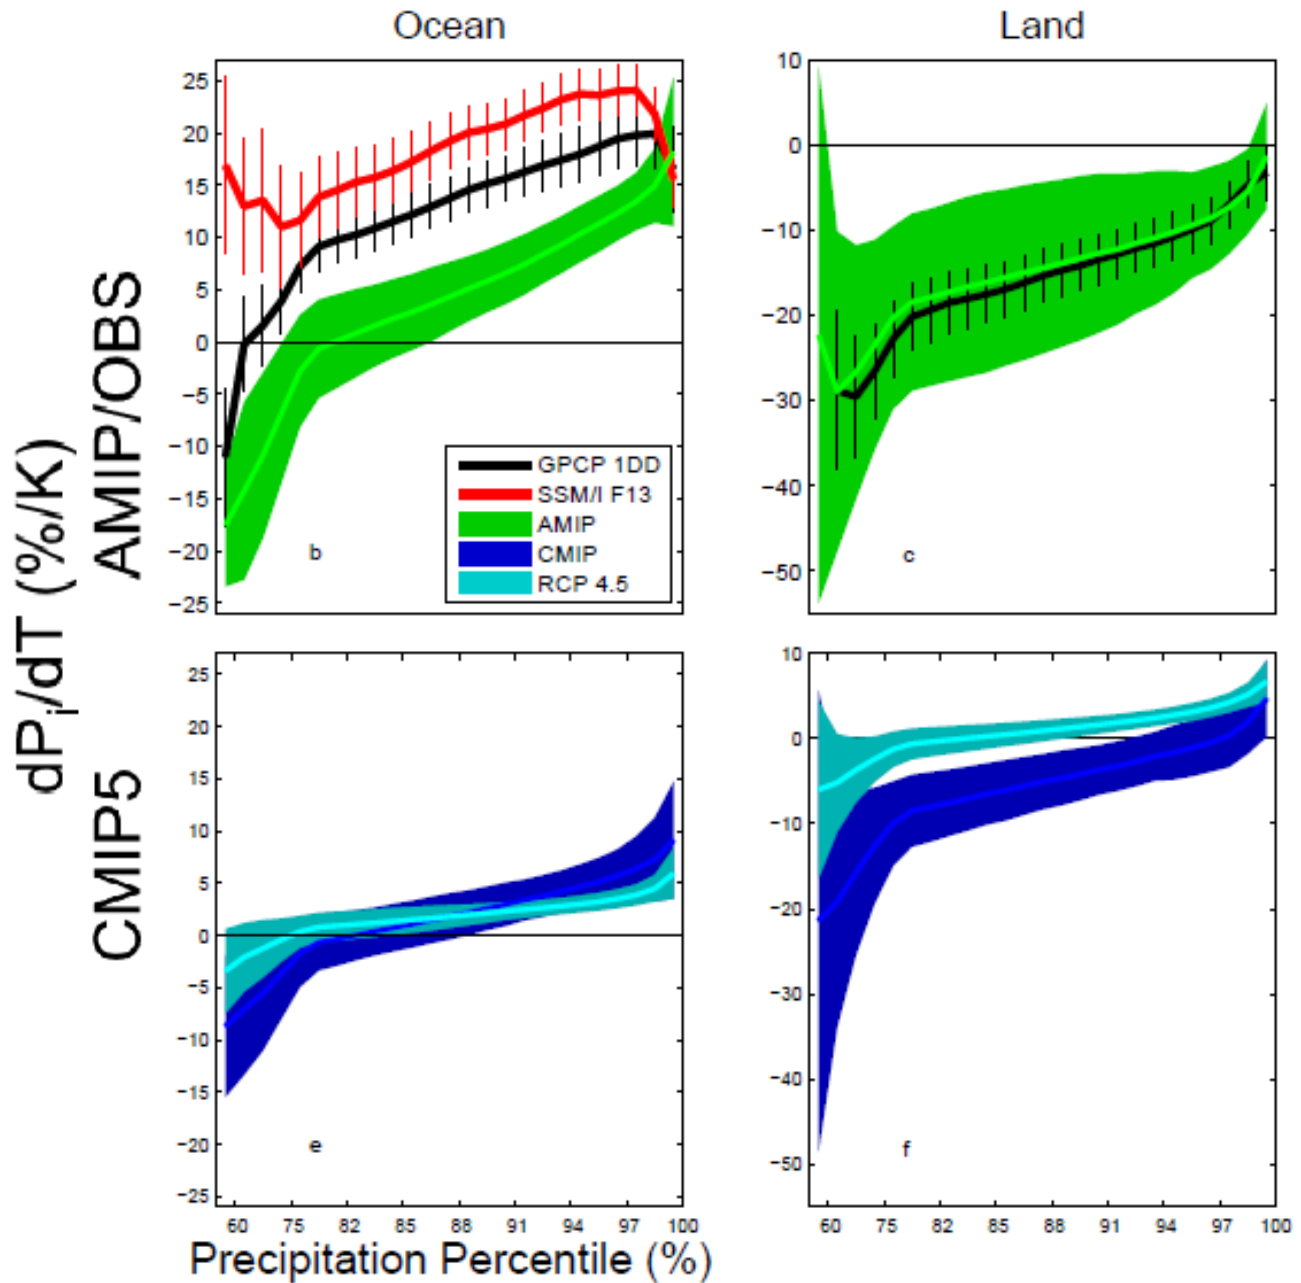 Ocean
Land
dPi/dT (%/K)
AMIP/OBS
25
20
15
10
5
0
−5
−10
−15
−20
−25
b
GPCP 1DD
SSM/I F13
AMIP
CMIP
RCP 4.5
10
0
−10
−20
−30
−40
−50
c
CMIP5
25
20
15
10
5
0
−5
−10
−15
−20
−25
e
60 75 82 85 88 91 94 97 100
10
0
−10
−20
−30
−40
−50
f
60 75 82 85 88 91 94 97 100
Precipitation Percentile (%)